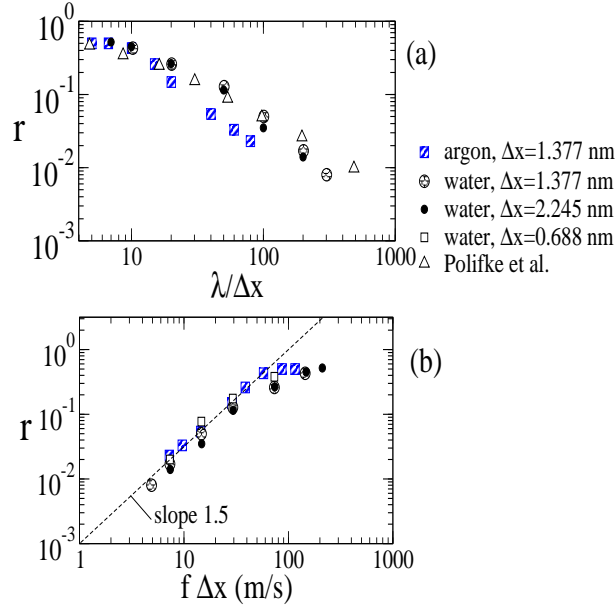 (a)
10^0
10^-1
10^-2
10^-3
r
10 100 1000
λ/Δx
argon, Δx=1.377 nm
water, Δx=1.377 nm
water, Δx=2.245 nm
water, Δx=0.688 nm
Polifke et al.
(b)
10^0
10^-1
10^-2
10^-3
r
slope 1.5
1 10 100 1000
f Δx (m/s)